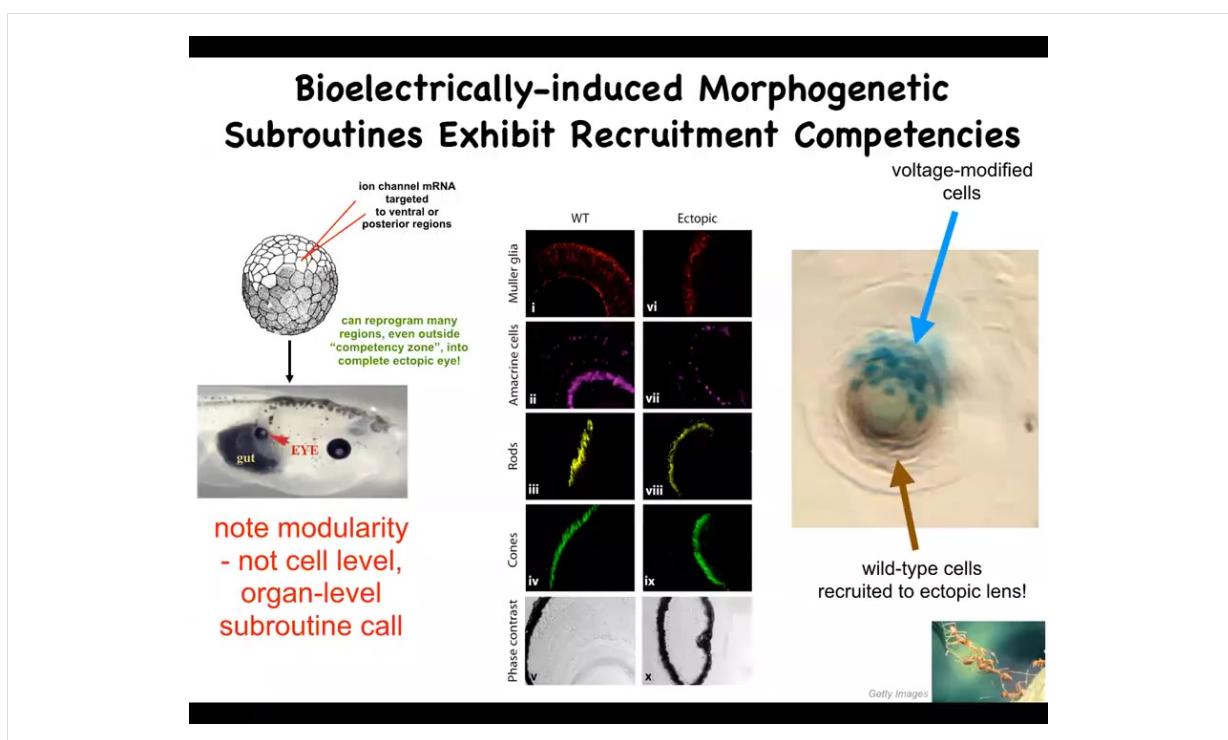 Bioelectrically-induced Morphogenetic
Subroutines Exhibit Recruitment Competencies
ion channel mRNA
targeted
to ventral or
posterior regions
can reprogram many
regions, even outside
“competency zone”, into
complete ectopic eye!
gut
EYE
note modularity
- not cell level,
organ-level
subroutine call
WT
Ectopic
Muller glia
i
vi
Amacrine cells
ii
vii
Rods
iii
viii
Cones
iv
ix
Phase contrast
v
x
voltage-modified
cells
wild-type cells
recruited to ectopic lens!
Getty Images